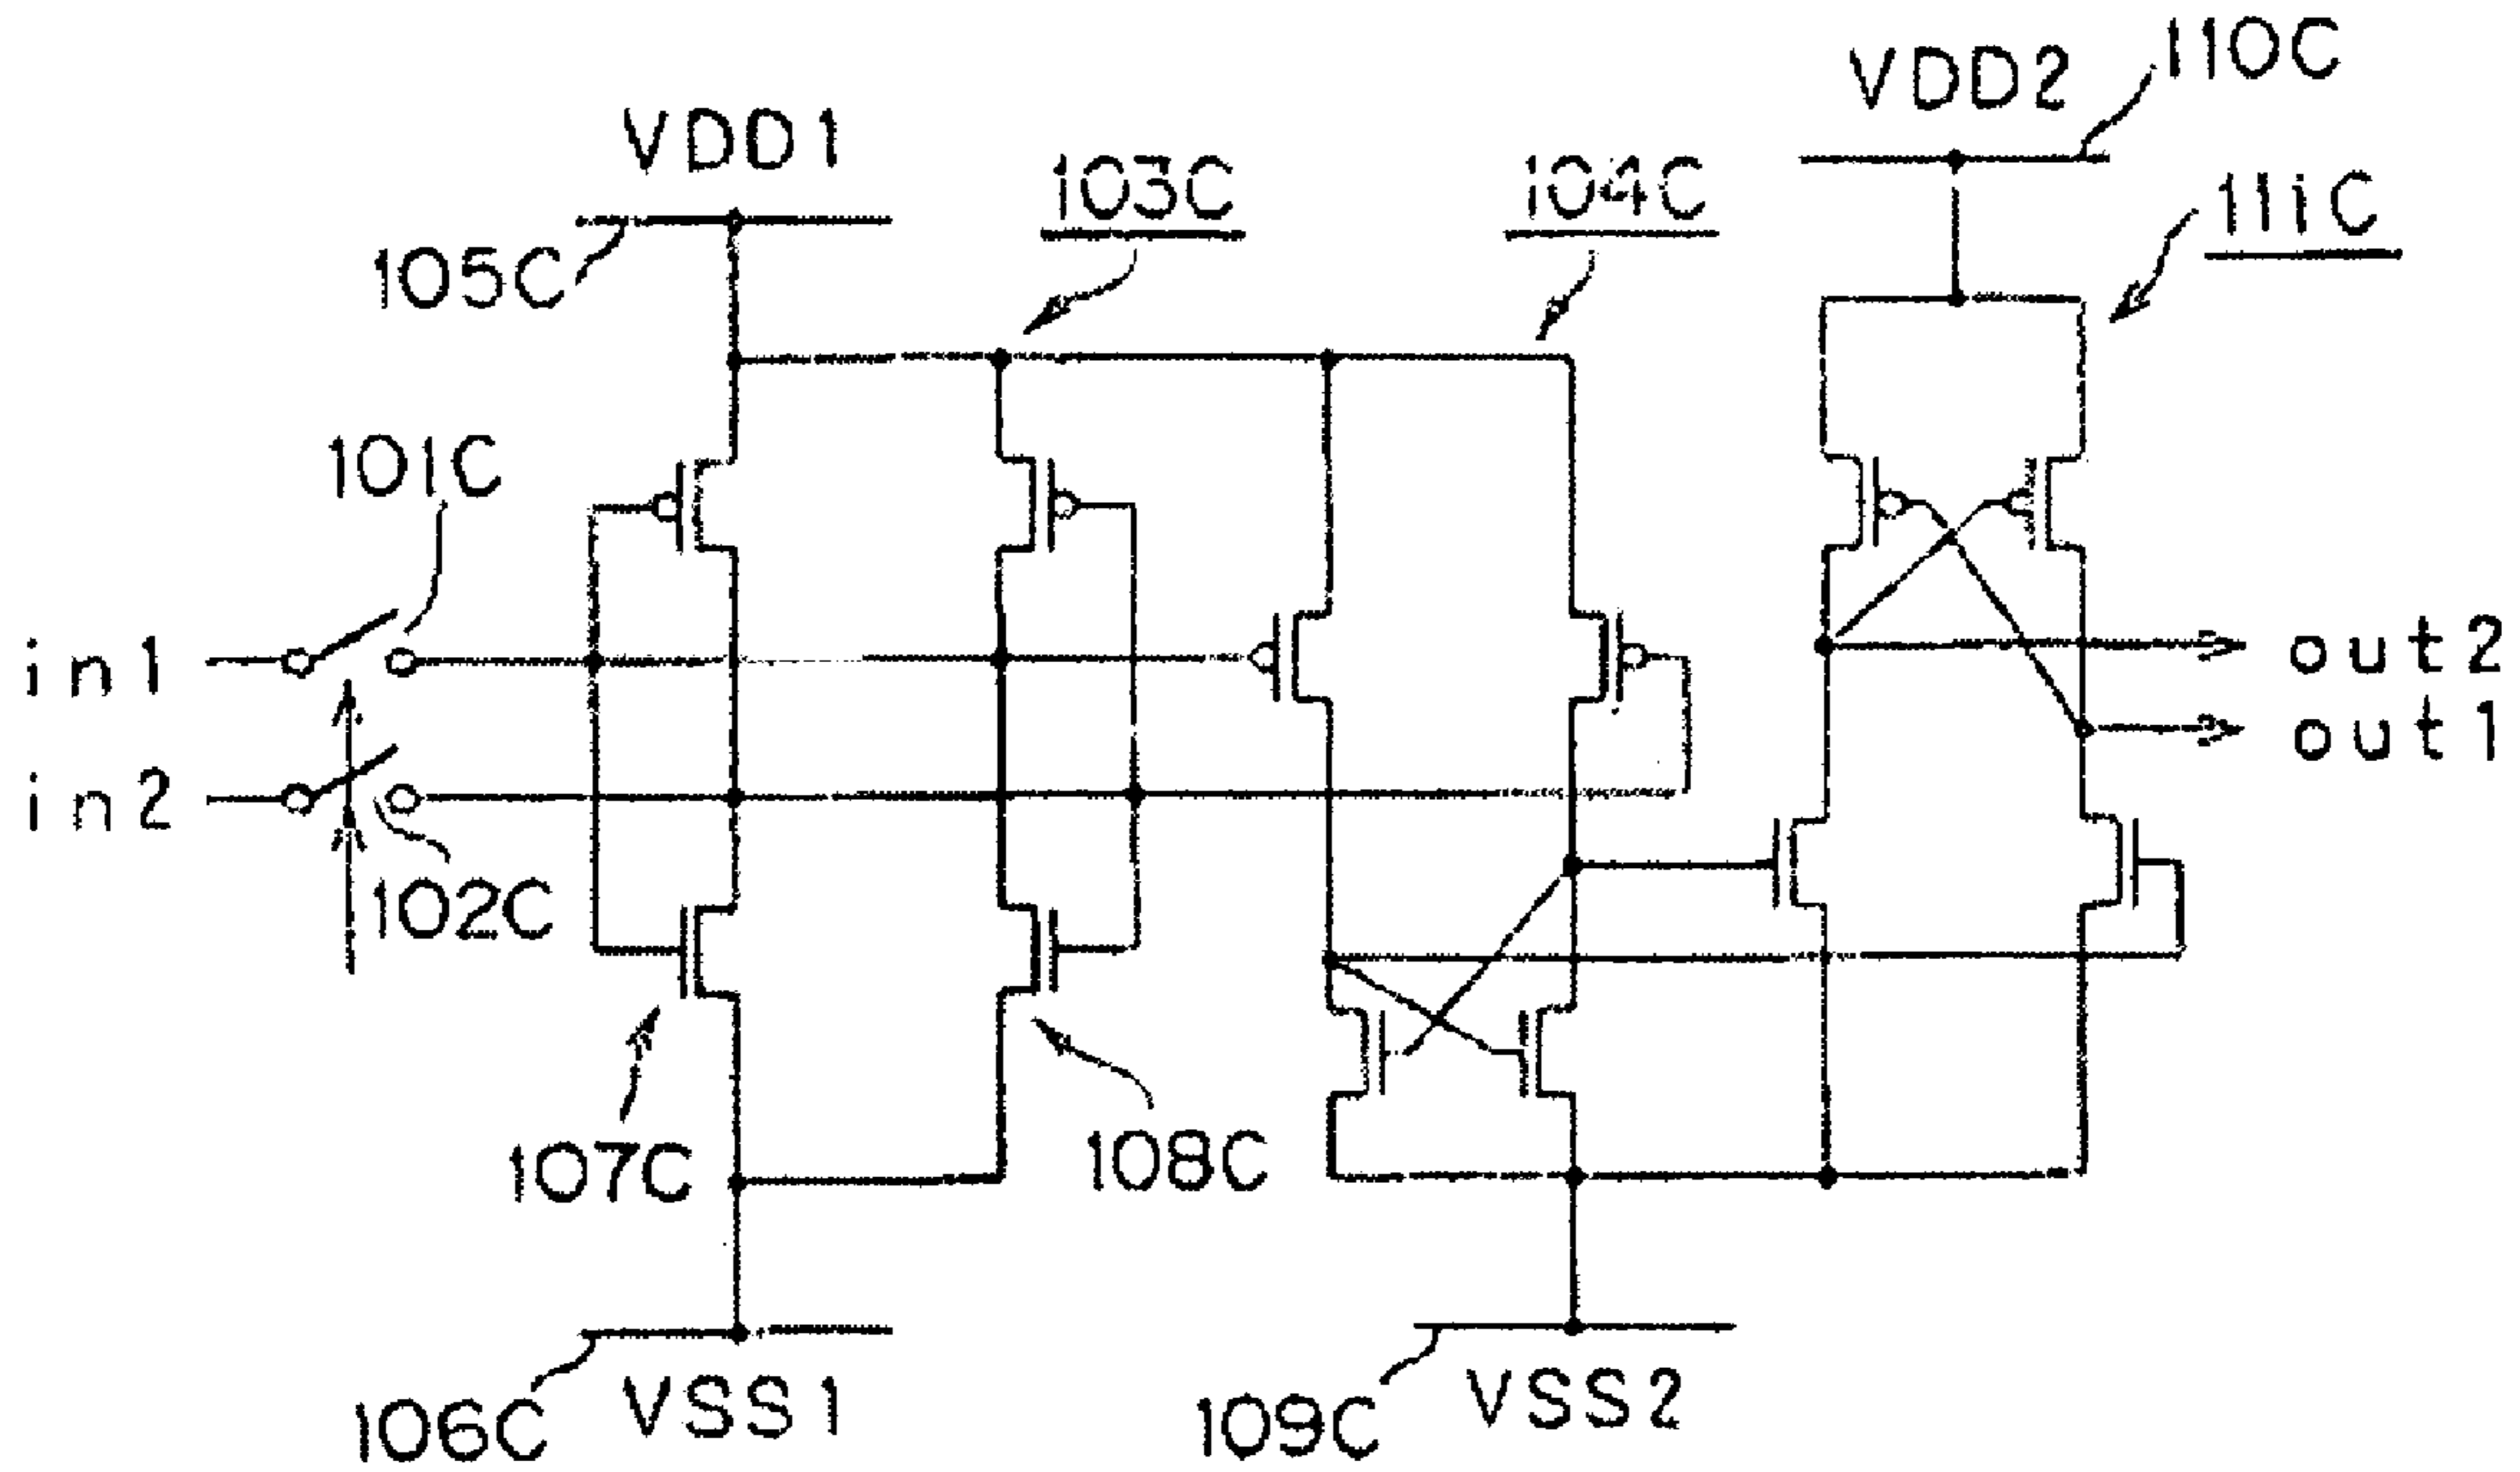 110C
VDD2
VDD1
103C
104C
111C
105C
101C
in1
out2
out1
in2
102C
107C
108C
106C
VSS1
109C
VSS2